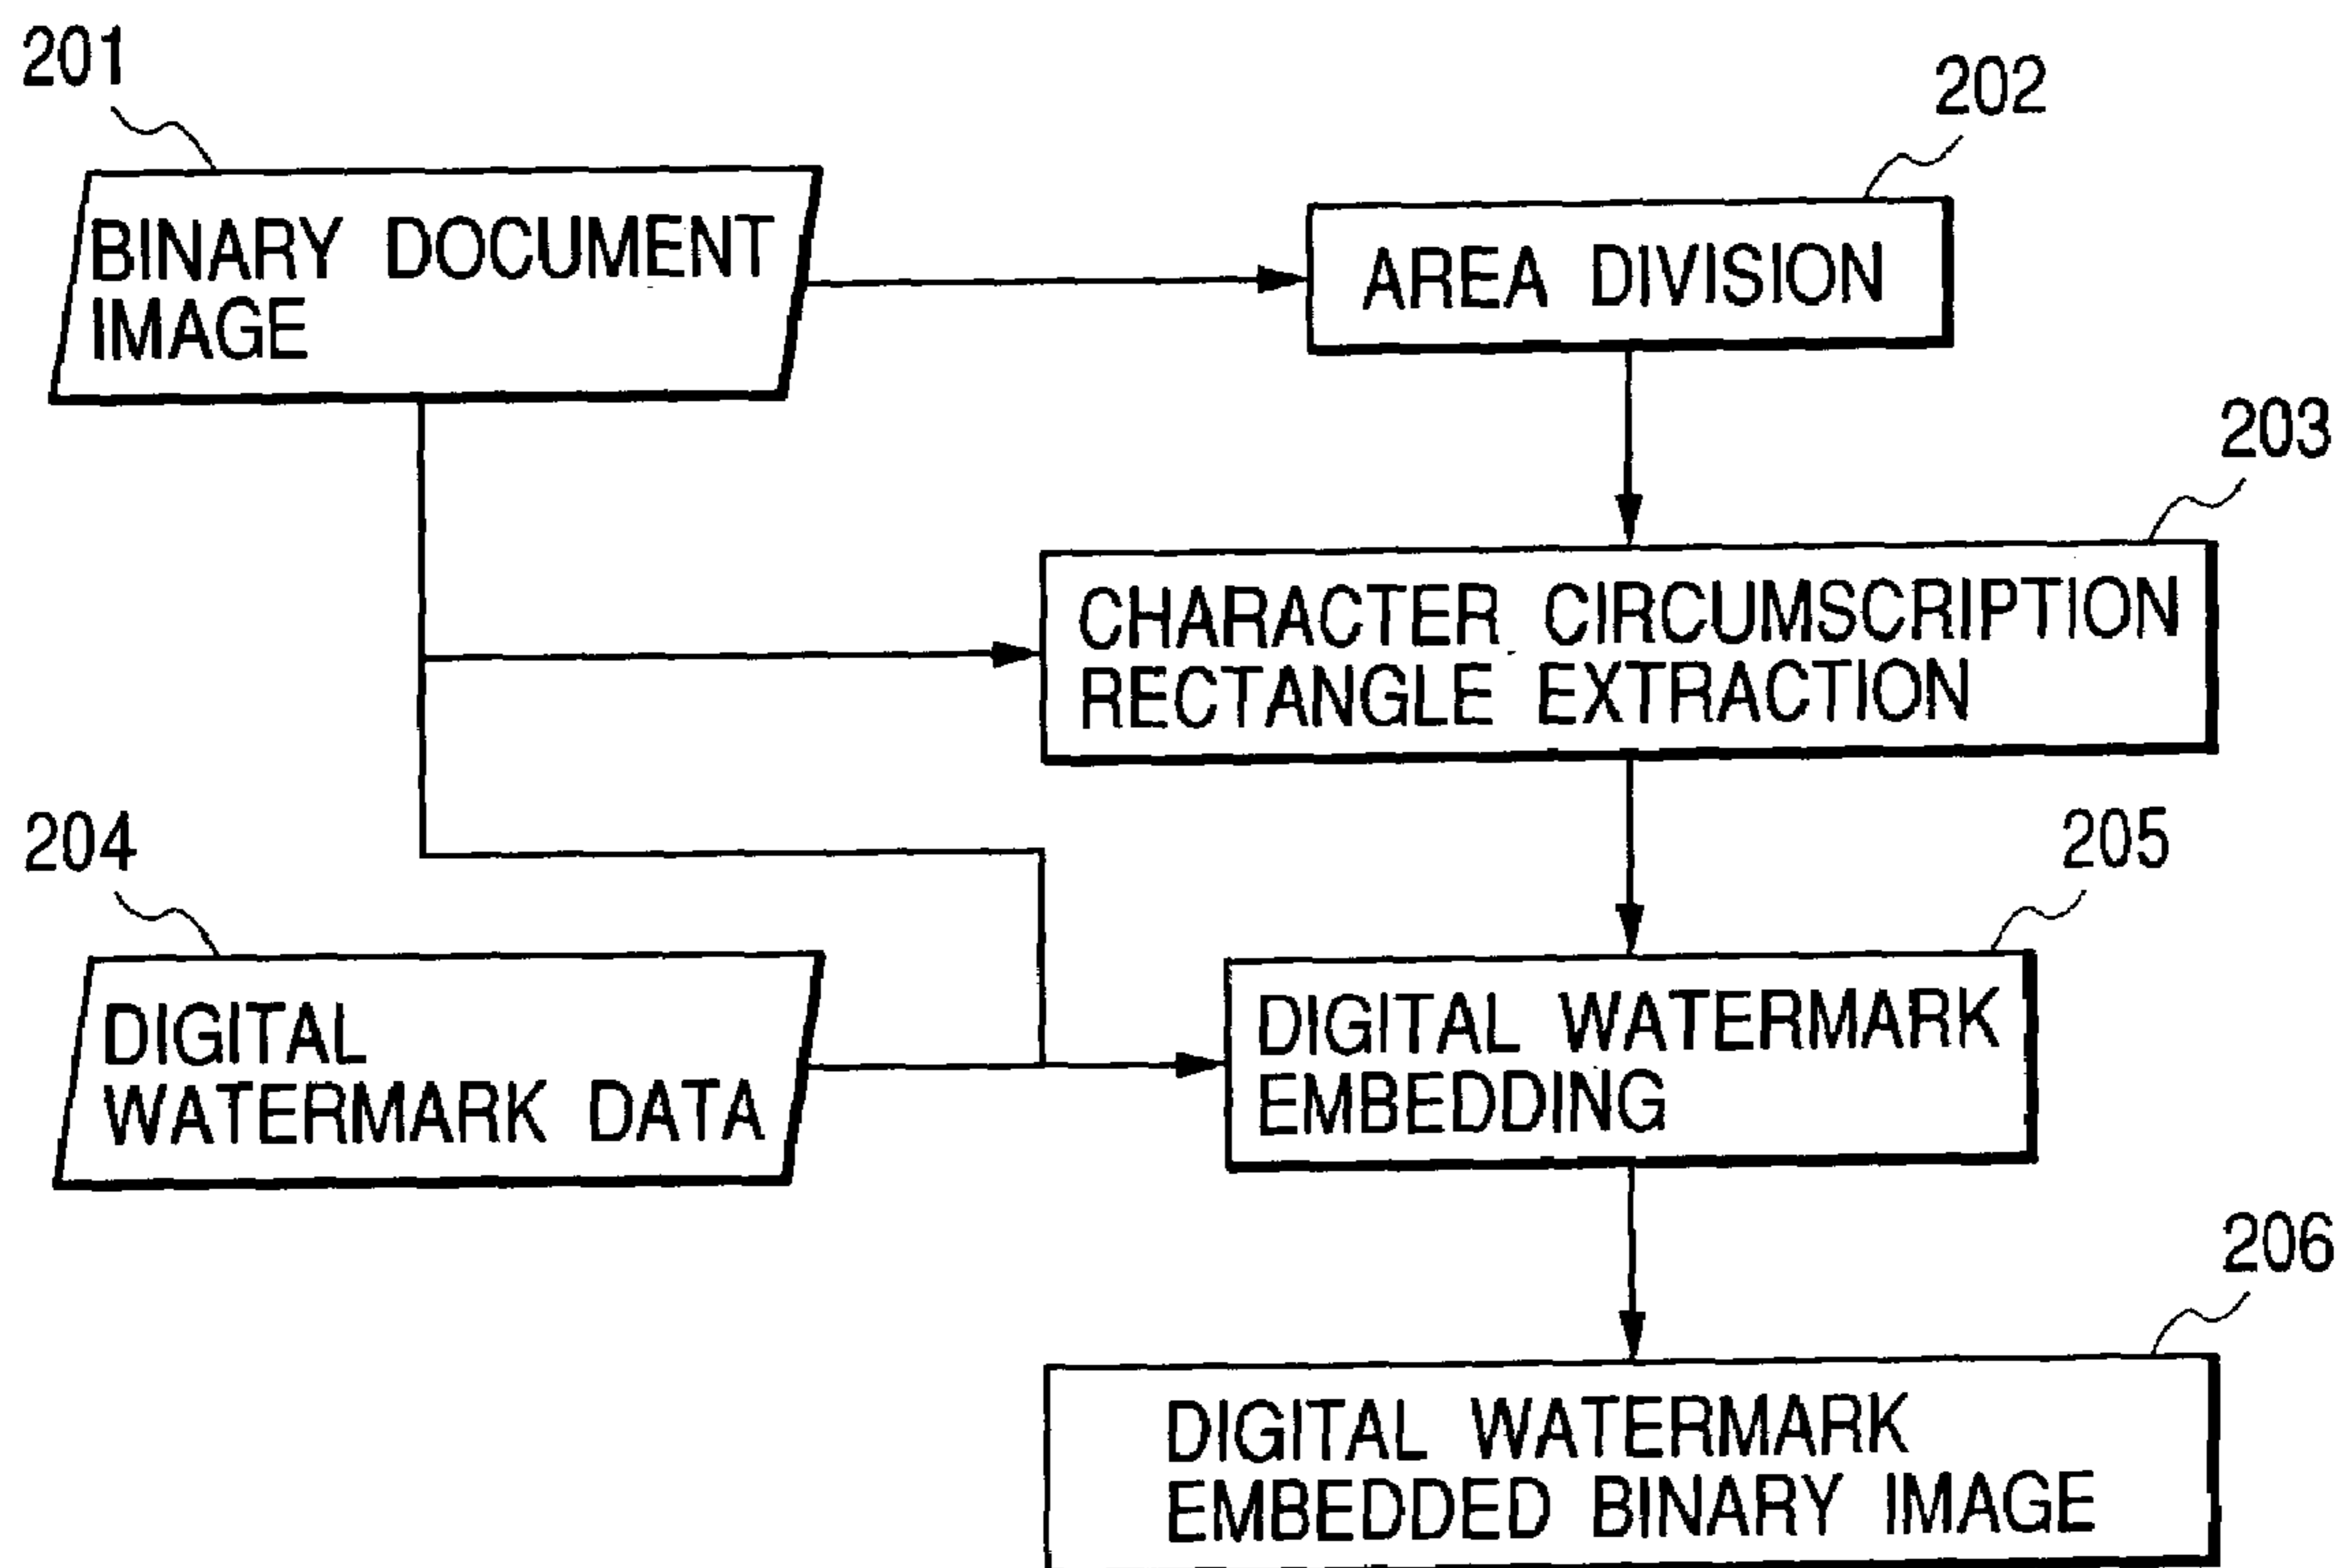 201
BINARY DOCUMENT
IMAGE
202
AREA DIVISION
203
CHARACTER CIRCUMSCRIPTION
RECTANGLE EXTRACTION
204
DIGITAL
WATERMARK DATA
205
DIGITAL WATERMARK
EMBEDDING
206
DIGITAL WATERMARK
EMBEDDED BINARY IMAGE